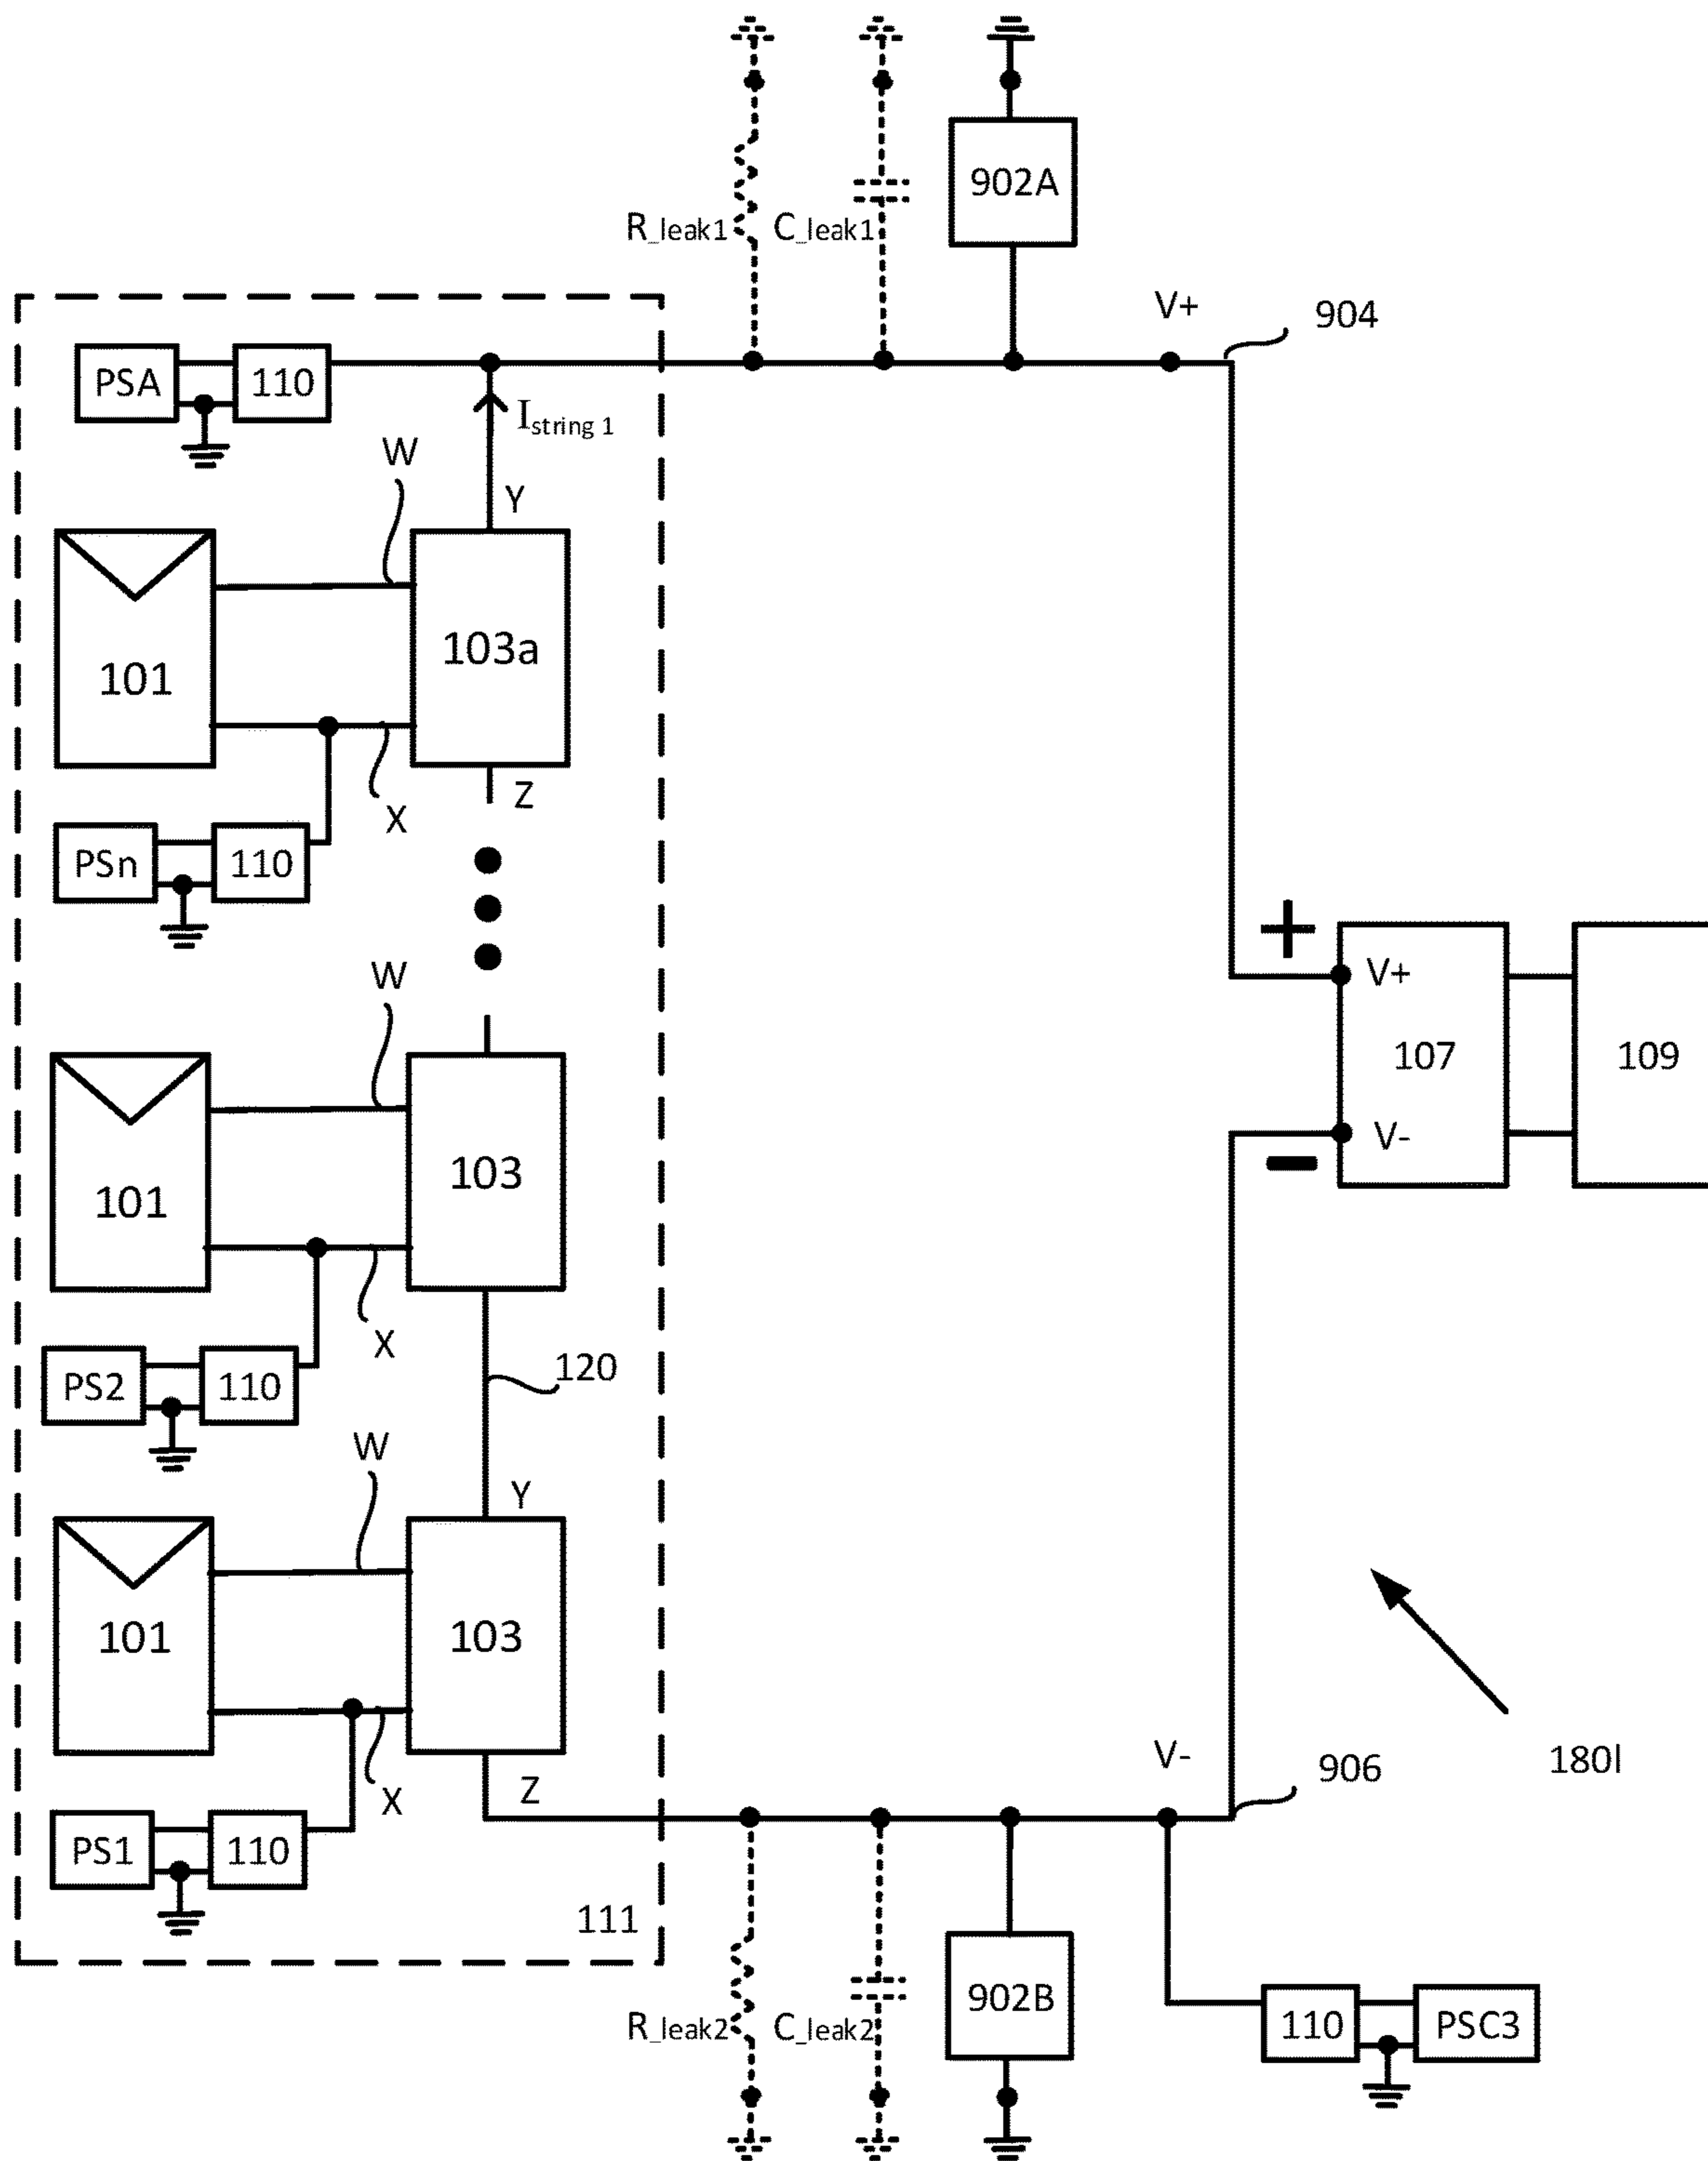 902A
R_leak1
C_leak1
V+
904
PSA
110
I string 1
W
Y
101
103a
Z
X
PSn
110
W
V+
101
103
107
109
V-
X
PS2
110
120
W
Y
101
103
V-
906
180l
Z
X
PS1
110
111
902B
R_leak2
C_leak2
110
PSC3